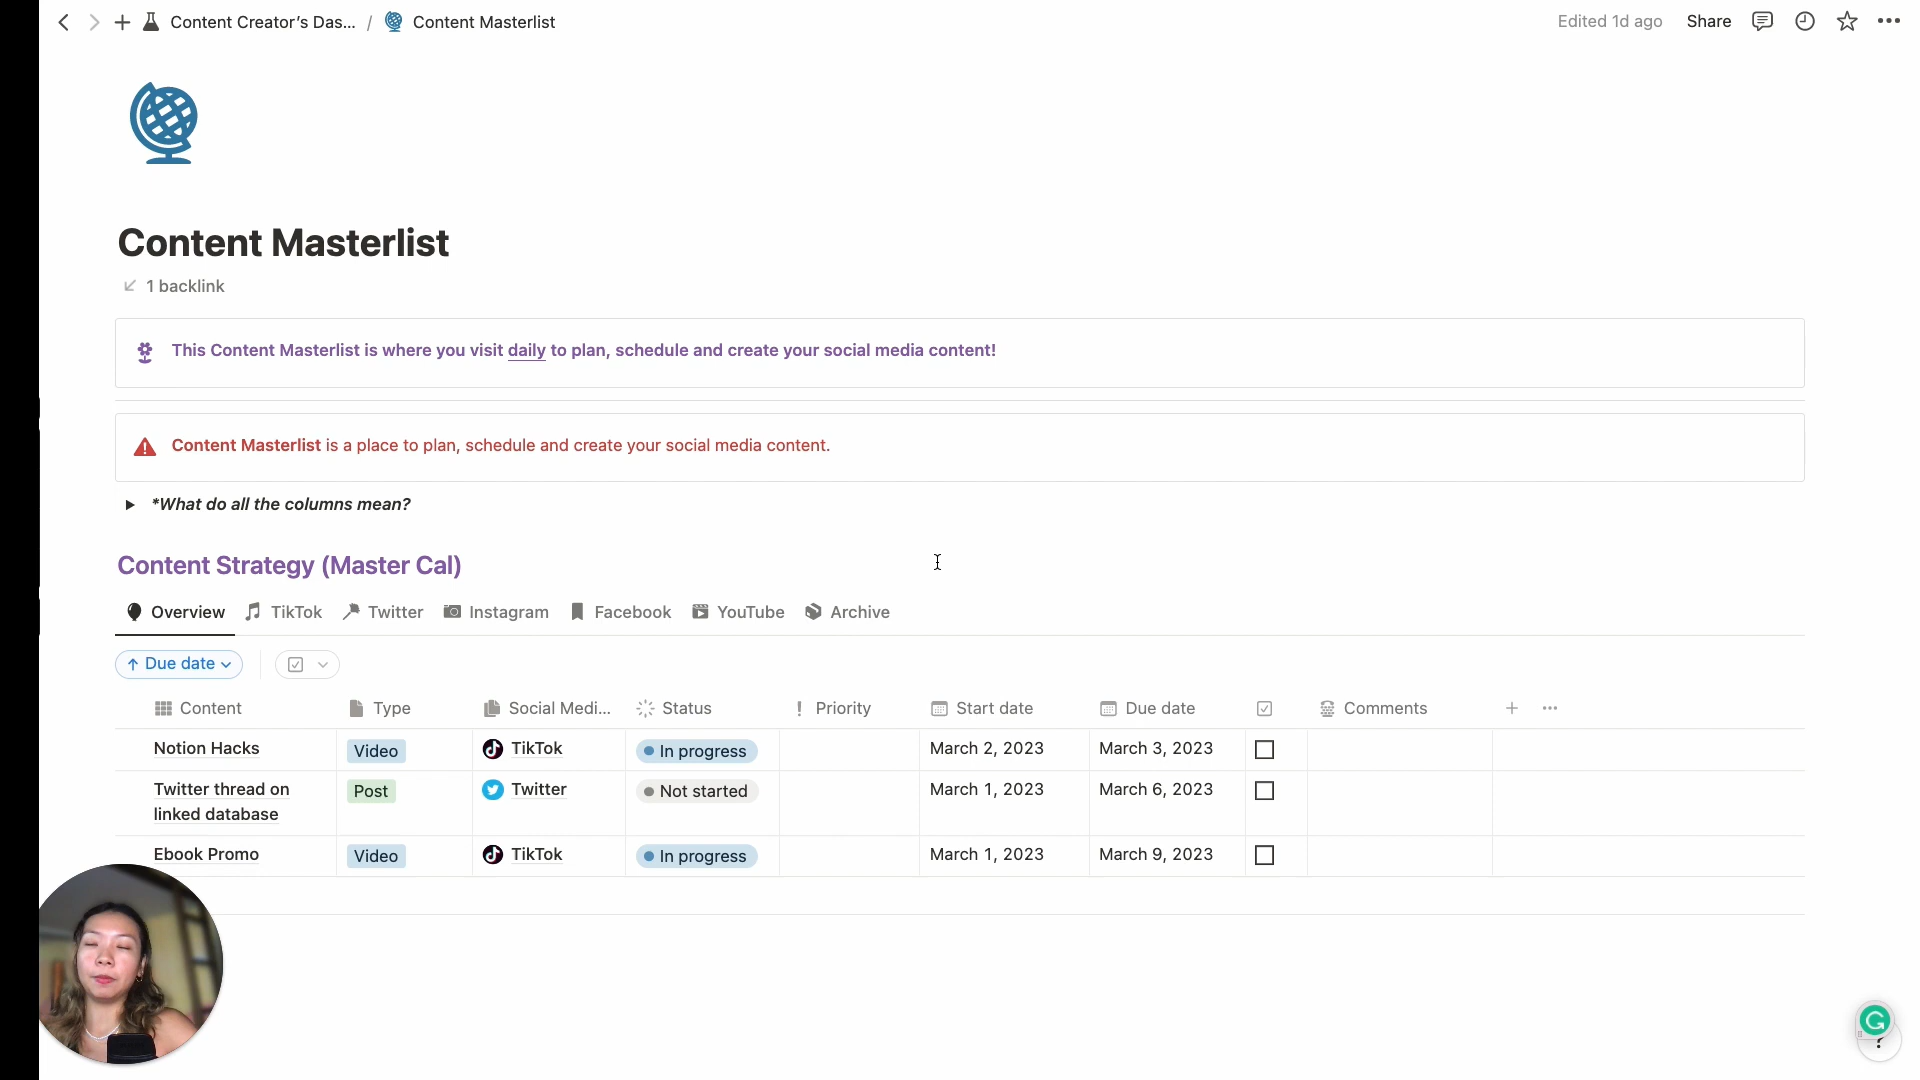 Content Creator’s Das... / Content Masterlist
Edited 1d ago Share
Content Masterlist
1 backlink
This Content Masterlist is where you visit daily to plan, schedule and create your social media content!
Content Masterlist is a place to plan, schedule and create your social media content.
*What do all the columns mean?
Content Strategy (Master Cal)
Overview TikTok Twitter Instagram Facebook YouTube Archive
Due date
Content Type Social Medi... Status Priority Start date Due date Comments
Notion Hacks Video TikTok In progress March 2, 2023 March 3, 2023
Twitter thread on linked database Post Twitter Not started March 1, 2023 March 6, 2023
Ebook Promo Video TikTok In progress March 1, 2023 March 9, 2023
?